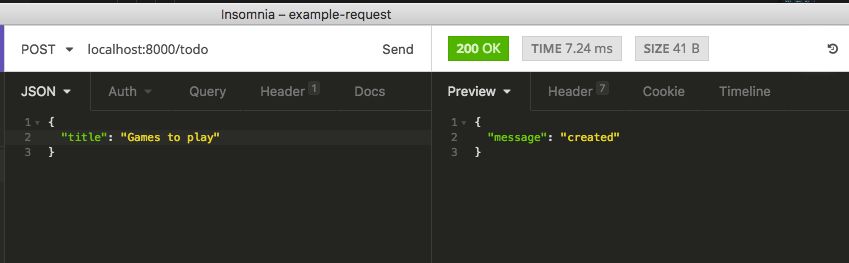 Insomnia – example-request
POST localhost:8000/todo Send 200 OK TIME 7.24 ms SIZE 41 B
JSON Auth Query Header 1 Docs Preview Header 7 Cookie Timeline
1 {
2 "title": "Games to play"
3 }
1 {
2 "message": "created"
3 }